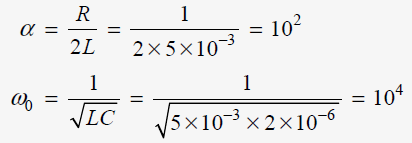 α = R / 2L = 1 / (2 × 5 × 10⁻³) = 10²
ω₀ = 1 / √(LC) = 1 / √(5 × 10⁻³ × 2 × 10⁻⁶) = 10⁴